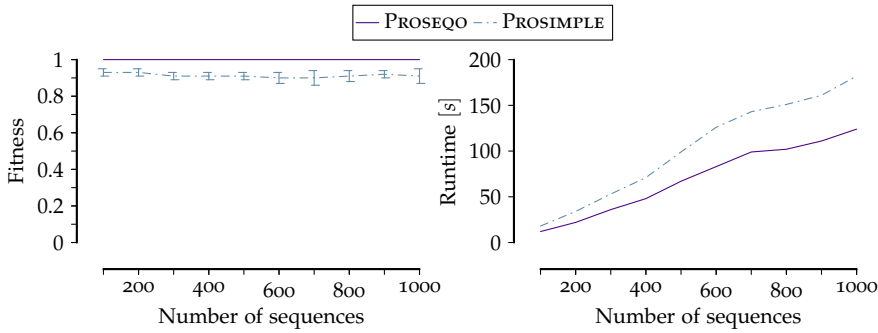 PROSEQO PROSIMPLE
1
0.8
0.6
0.4
0.2
0
Fitness
200 400 600 800 1000
Number of sequences
200
150
100
50
0
Runtime [s]
200 400 600 800 1000
Number of sequences